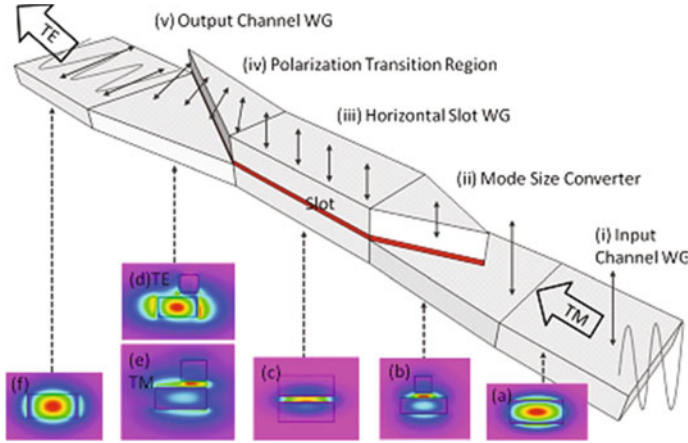 TE
(v) Output Channel WG
(iv) Polarization Transition Region
(iii) Horizontal Slot WG
(ii) Mode Size Converter
(i) Input
Channel WG
Slot
TM
(d)TE
(e)
TM
(f)
(c)
(b)
(a)